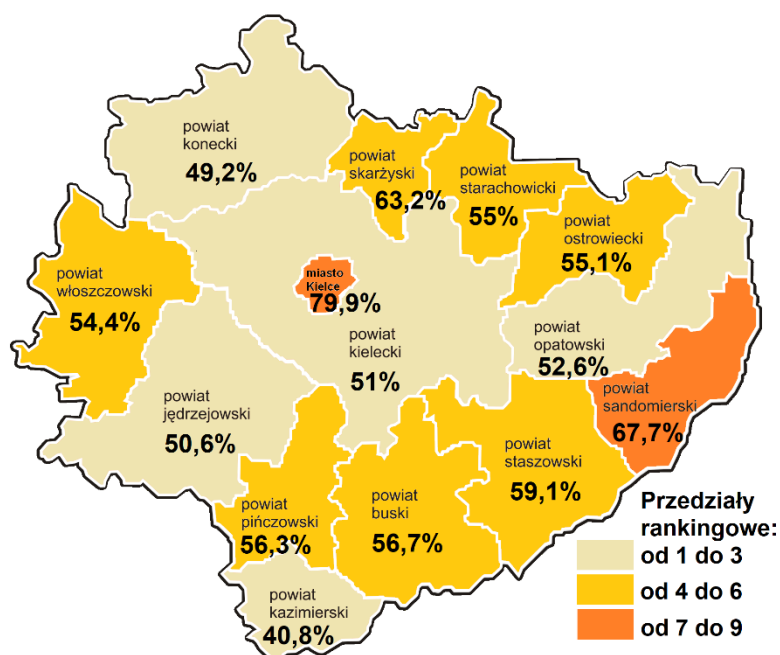 powiat
konecki
49,2%
powiat
skarżyski
63,2%
powiat
starachowicki
55%
powiat
ostrowiecki
55,1%
powiat
włoszczowski
54,4%
miasto
Kielce
79,9%
powiat
kielecki
51%
powiat
opatowski
52,6%
powiat
sandomierski
67,7%
powiat
jędrzejowski
50,6%
powiat
staszowski
59,1%
powiat
pińczowski
56,3%
powiat
buski
56,7%
powiat
kazimierski
40,8%
Przedziały
rankingowe:
od 1 do 3
od 4 do 6
od 7 do 9